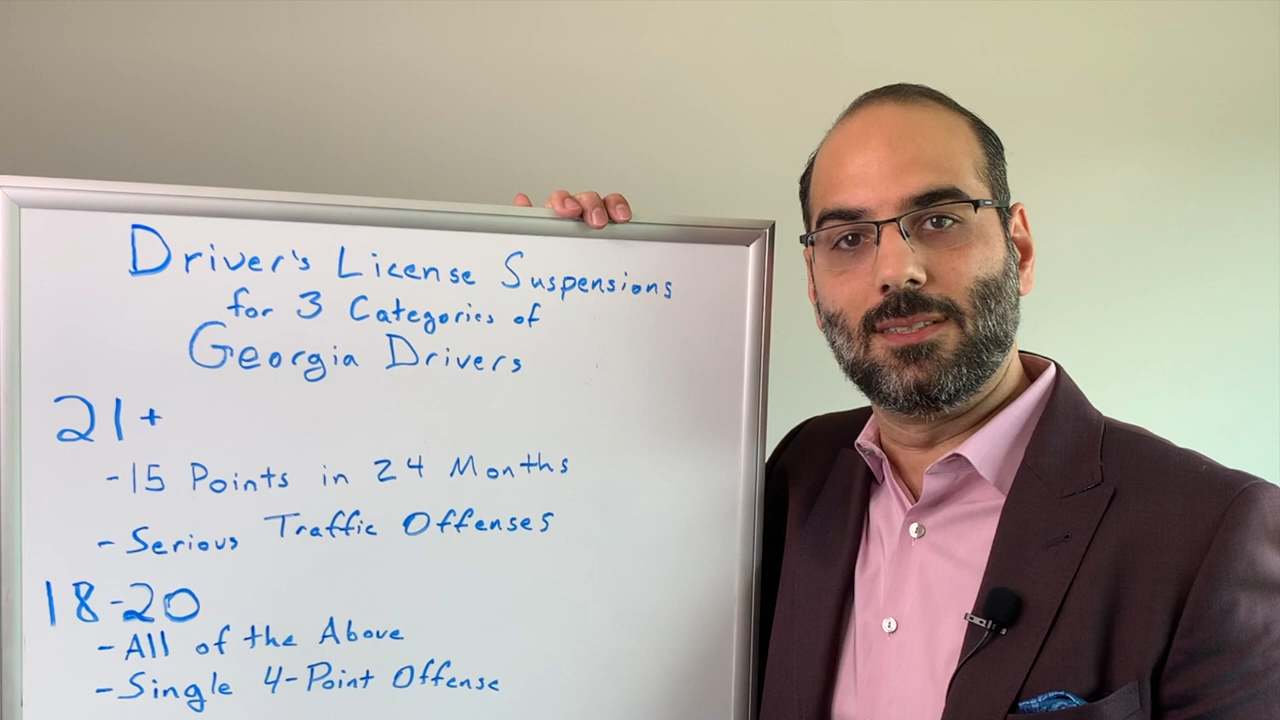 Driver's License Suspensions
for 3 Categories of
Georgia Drivers
21+
-15 Points in 24 Months
- Serious Traffic Offenses
18-20
- All of the Above
- Single 4-Point Offense